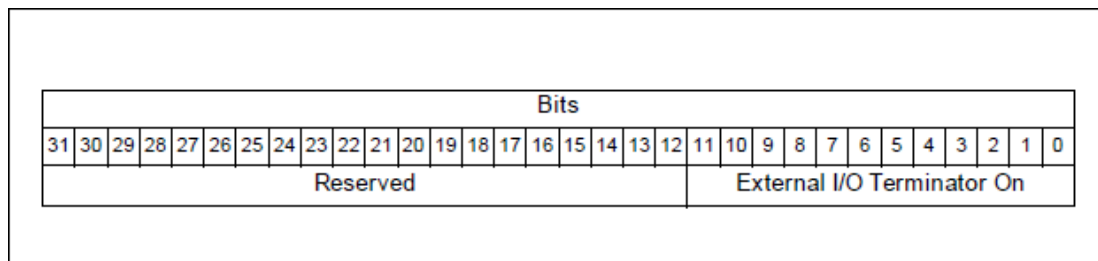 Bits
31 30 29 28 27 26 25 24 23 22 21 20 19 18 17 16 15 14 13 12 11 10 9 8 7 6 5 4 3 2 1 0
Reserved External I/O Terminator On